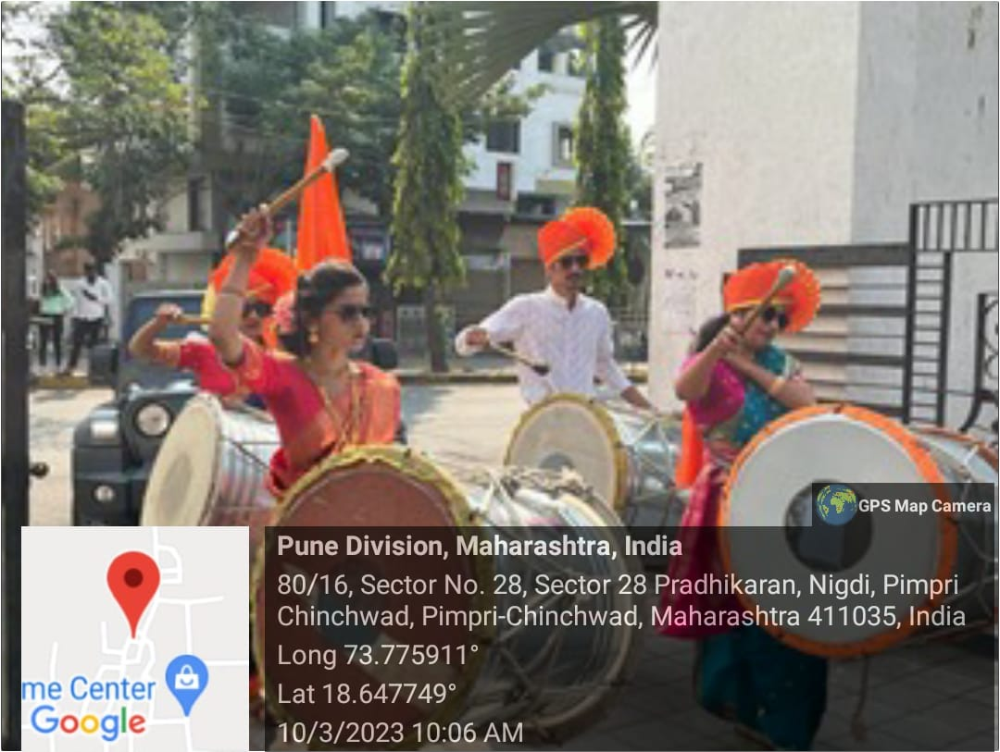 GPS Map Camera
Pune Division, Maharashtra, India
80/16, Sector No. 28, Sector 28 Pradhikaran, Nigdi, Pimpri
Chinchwad, Pimpri-Chinchwad, Maharashtra 411035, India
Long 73.775911°
Lat 18.647749°
10/3/2023 10:06 AM
me Center
Google